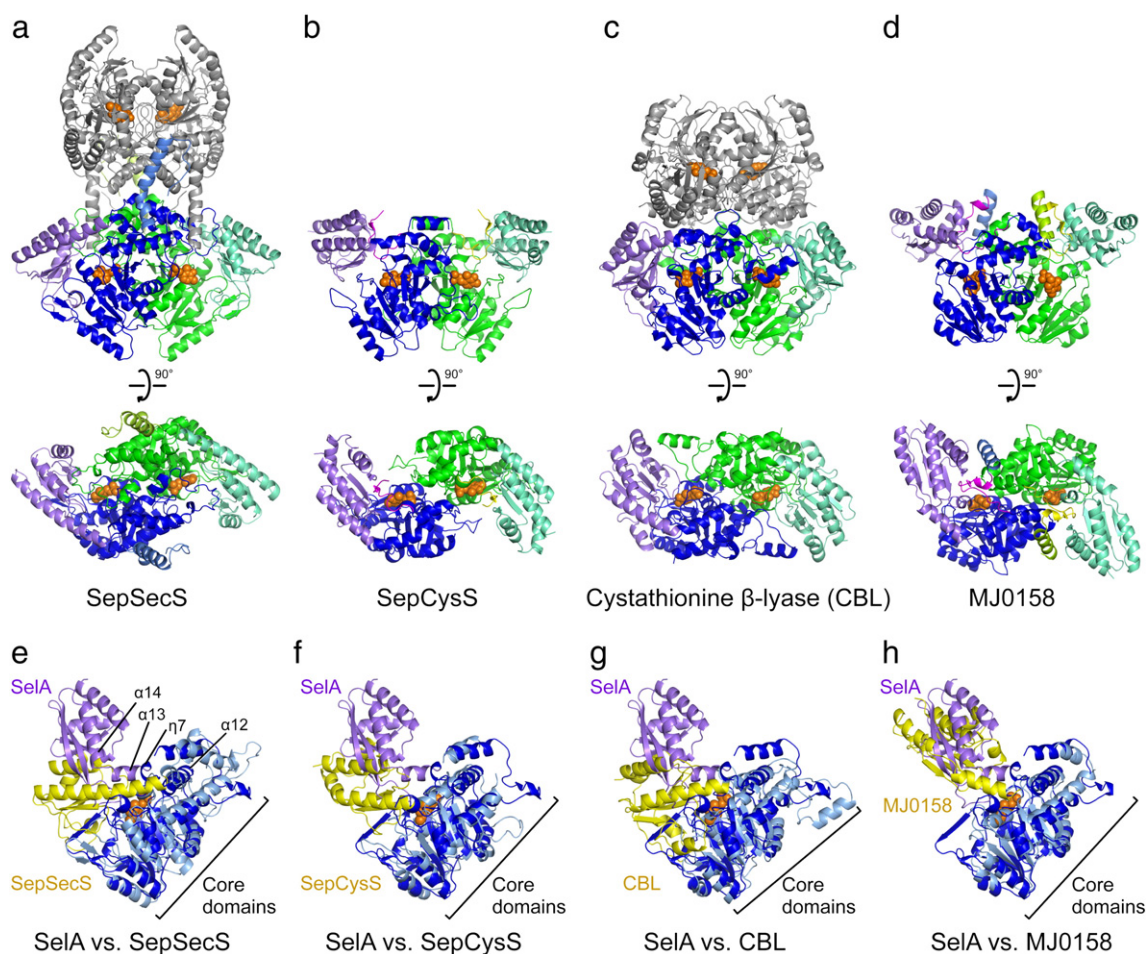 a
b
c
d
90°
90°
90°
90°
SepSecS
SepCysS
Cystathionine β-lyase (CBL)
MJ0158
e
f
g
h
SelA
α14
α13
η7
α12
SepSecS
Core
domains
SelA
SepCysS
Core
domains
SelA
CBL
Core
domains
SelA
MJ0158
Core
domains
SelA vs. SepSecS
SelA vs. SepCysS
SelA vs. CBL
SelA vs. MJ0158